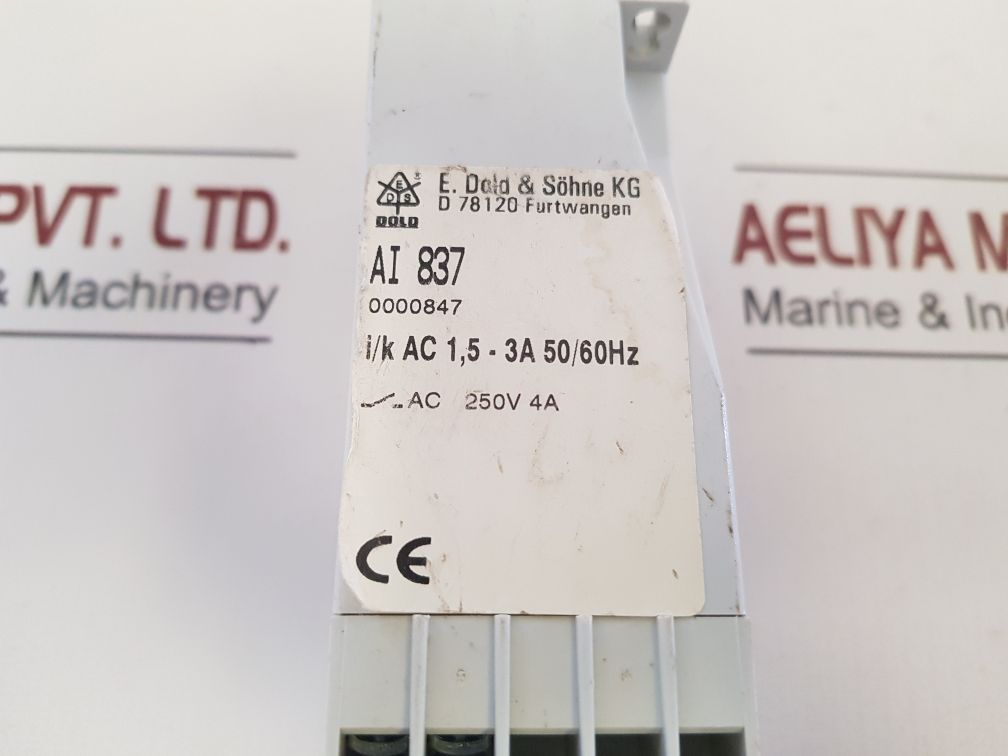 PVT. LTD.
& Machinery
AELIYA M
Marine & Ind
E
D S
DOLD
E. Dold & Söhne KG
D 78120 Furtwangen
AI 837
0000847
i/k AC 1,5 - 3A 50/60Hz
AC 250V 4A
CE